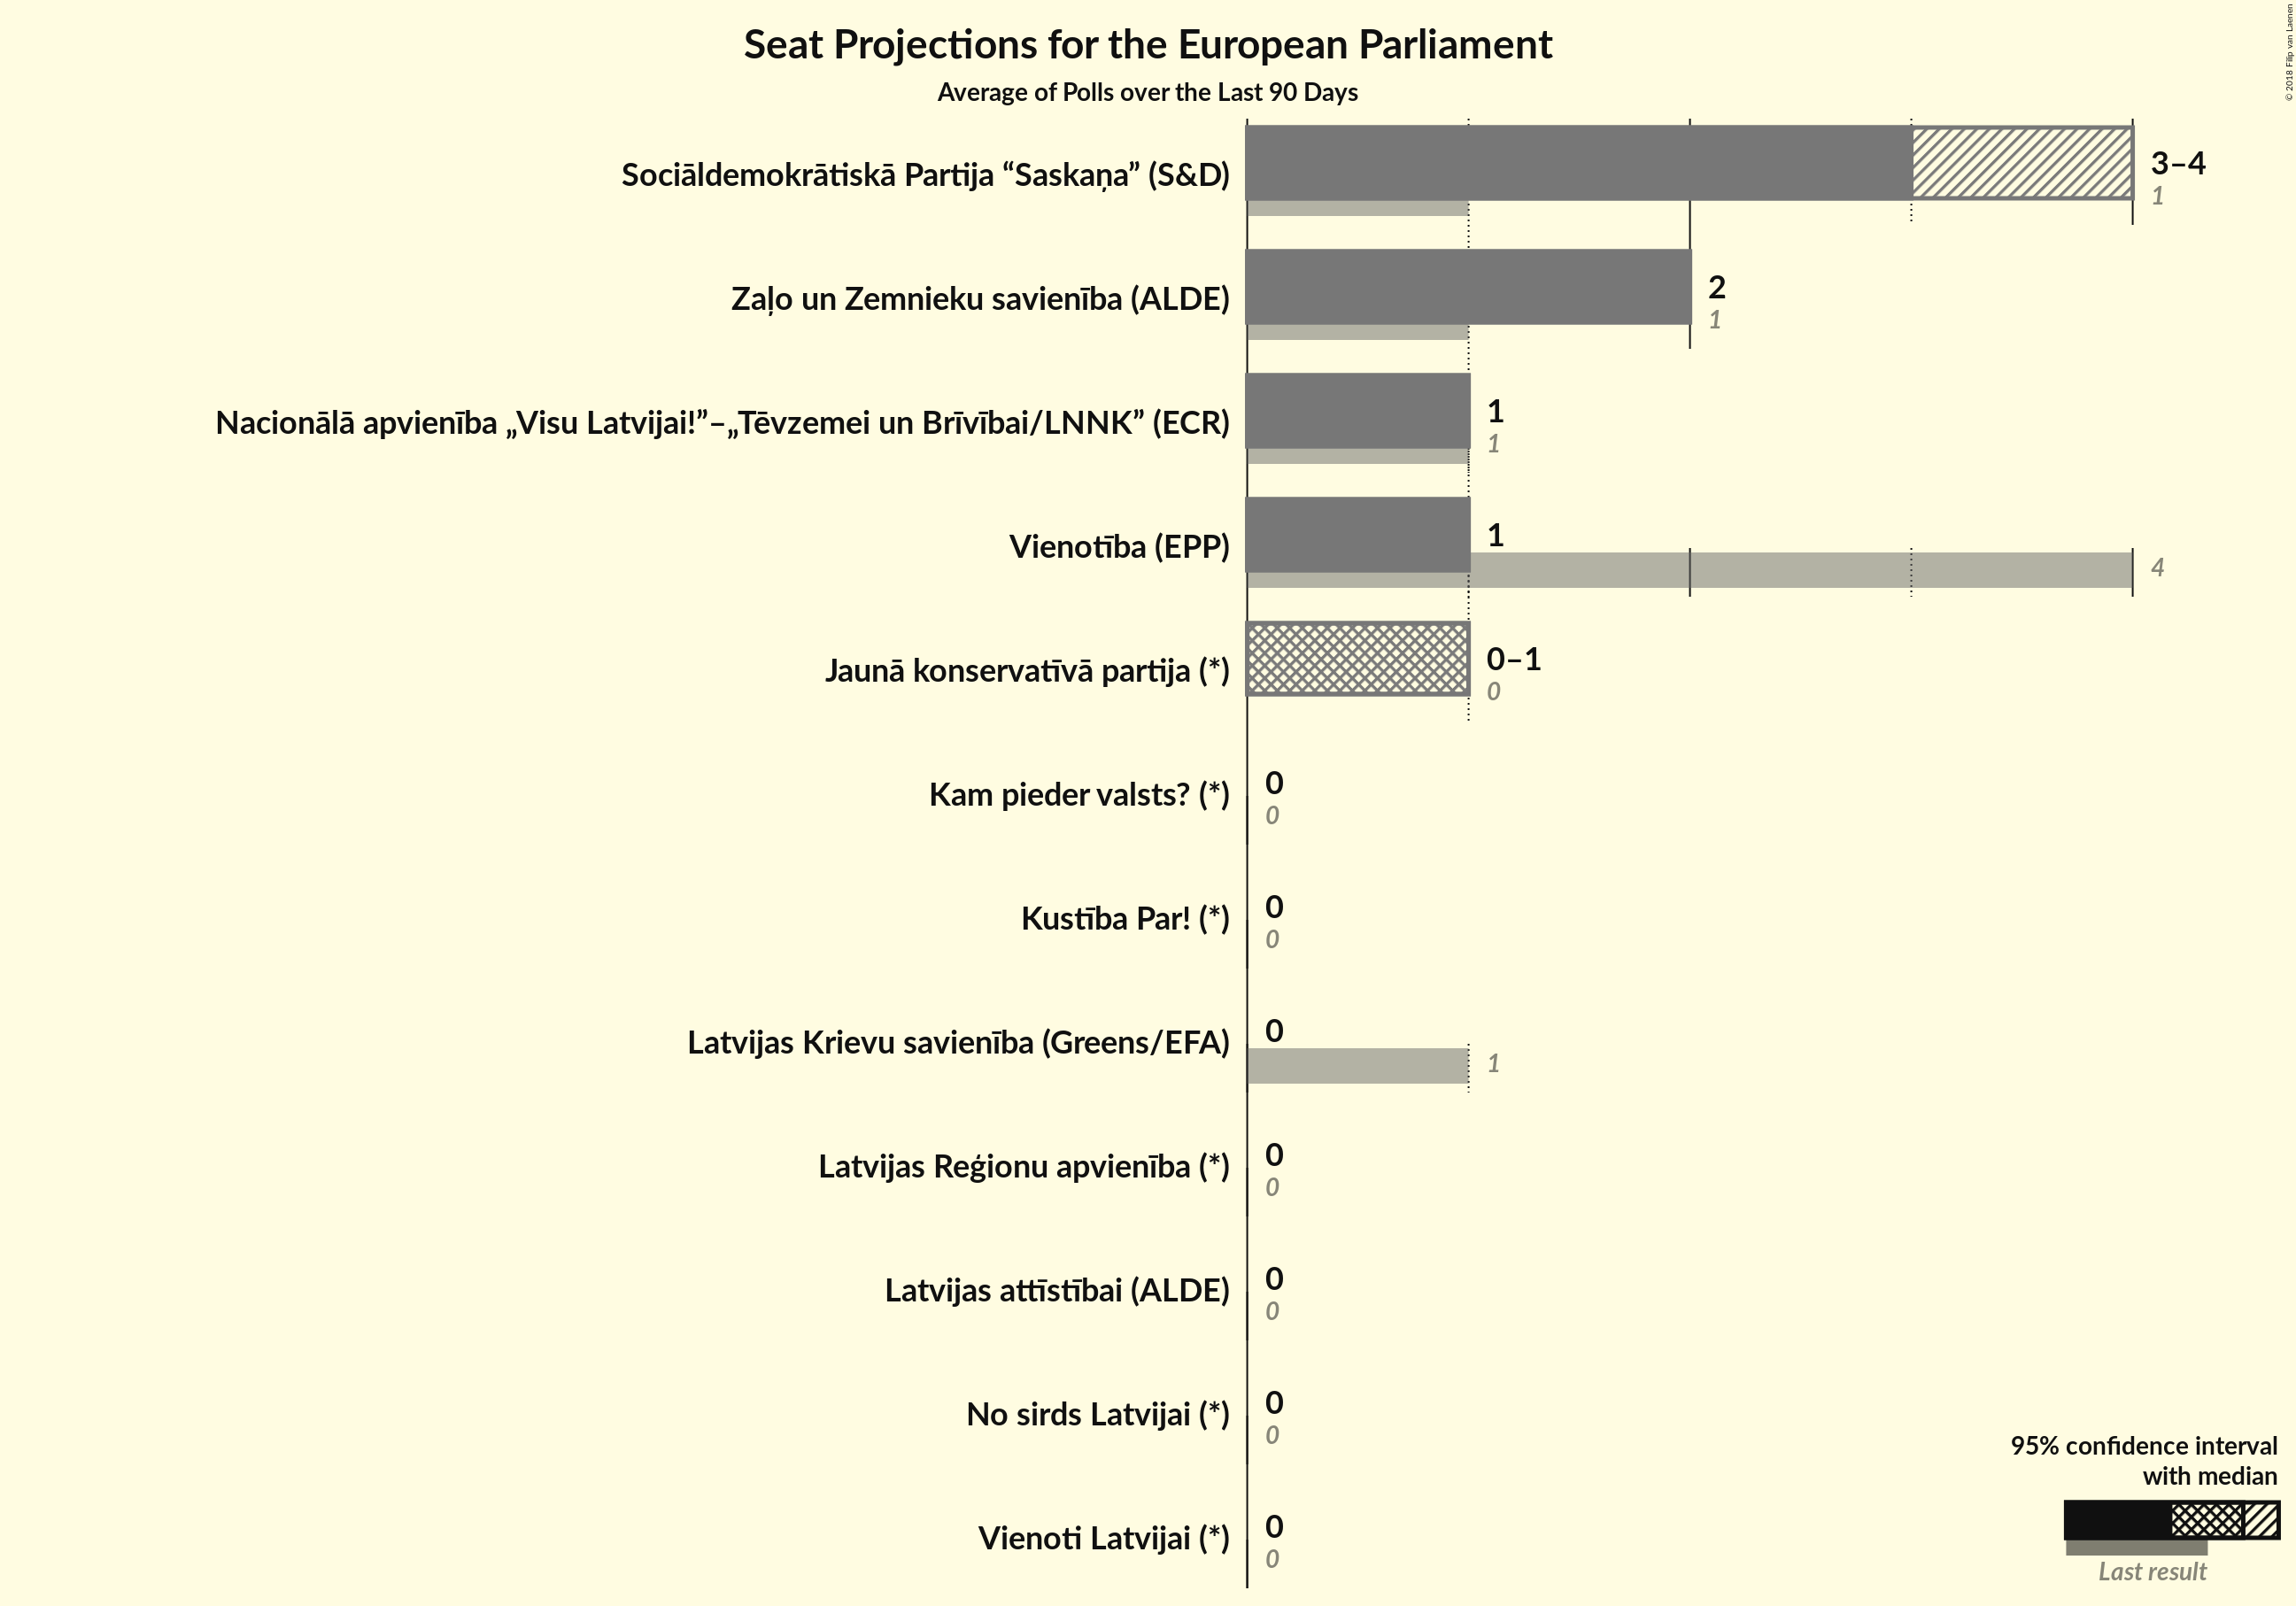 Seat Projections for the European Parliament
Average of Polls over the Last 90 Days
© 2018 Filip van Laenen
Sociāldemokrātiskā Partija “Saskaņa” (S&D)
3–4
1
Zaļo un Zemnieku savienība (ALDE)
2
1
Nacionālā apvienība „Visu Latvijai!”–„Tēvzemei un Brīvībai/LNNK” (ECR)
1
1
Vienotība (EPP)
1
4
Jaunā konservatīvā partija (*)
0–1
0
Kam pieder valsts? (*)
0
0
Kustība Par! (*)
0
0
Latvijas Krievu savienība (Greens/EFA)
0
1
Latvijas Reģionu apvienība (*)
0
0
Latvijas attīstībai (ALDE)
0
0
No sirds Latvijai (*)
0
0
Vienoti Latvijai (*)
0
0
95% confidence interval
with median
Last result